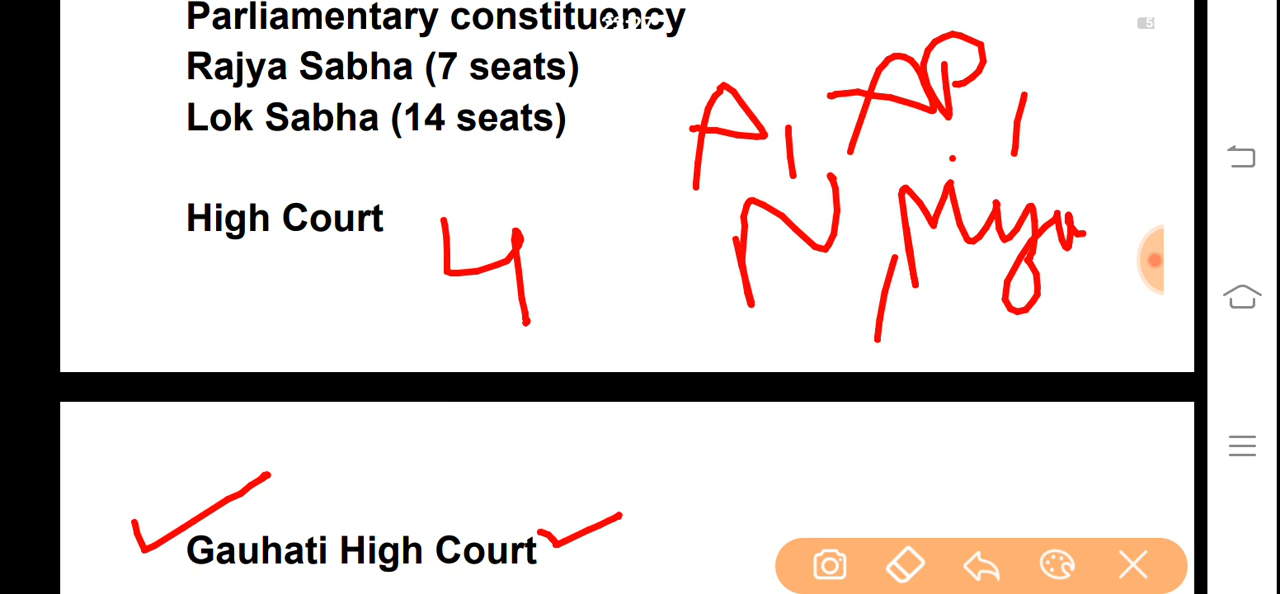 Parliamentary constituency
Rajya Sabha (7 seats)
Lok Sabha (14 seats)
A, AP,
High Court 4
N, Miz
Gauhati High Court